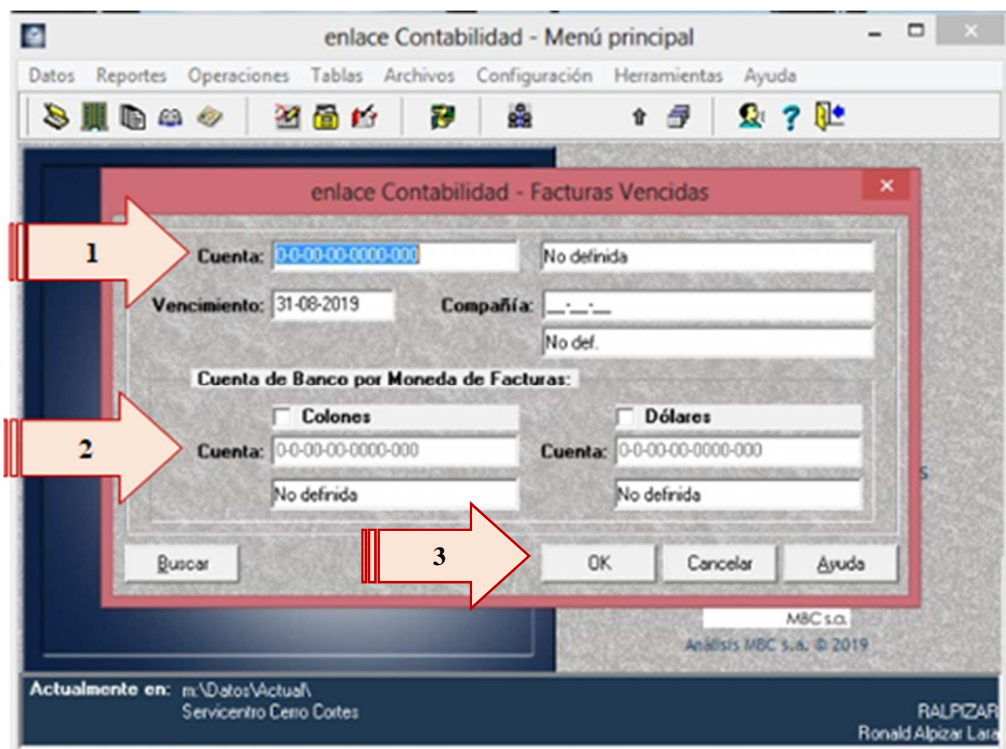 enlace Contabilidad - Menú principal
Datos Reportes Operaciones Tablas Archivos Configuración Herramientas Ayuda
enlace Contabilidad - Facturas Vencidas
1
Cuenta: 0-0-00-00-0000-000 No definida
Vencimiento: 31-08-2019 Compañía: __-__-__
No def.
Cuenta de Banco por Moneda de Facturas:
Colones Dólares
2
Cuenta: 0-0-00-00-0000-000 Cuenta: 0-0-00-00-0000-000
No definida No definida
s
3
Buscar OK Cancelar Ayuda
MBC s.a.
Análisis MBC s.a. © 2019
Actualmente en: m:\Datos\Actual\
Servicentro Cerro Cortes
RALPIZAR
Ronald Alpizar Lara